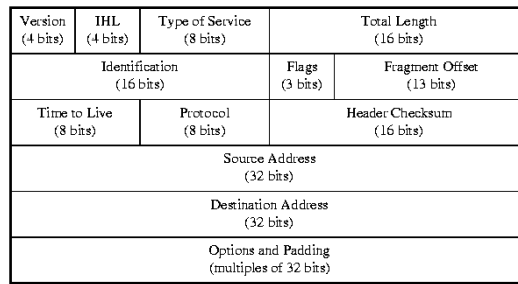 Version IHL Type of Service Total Length
(4 bits) (4 bits) (8 bits) (16 bits)
Identification Flags Fragment Offset
(16 bits) (3 bits) (13 bits)
Time to Live Protocol Header Checksum
(8 bits) (8 bits) (16 bits)
Source Address
(32 bits)
Destination Address
(32 bits)
Options and Padding
(multiples of 32 bits)